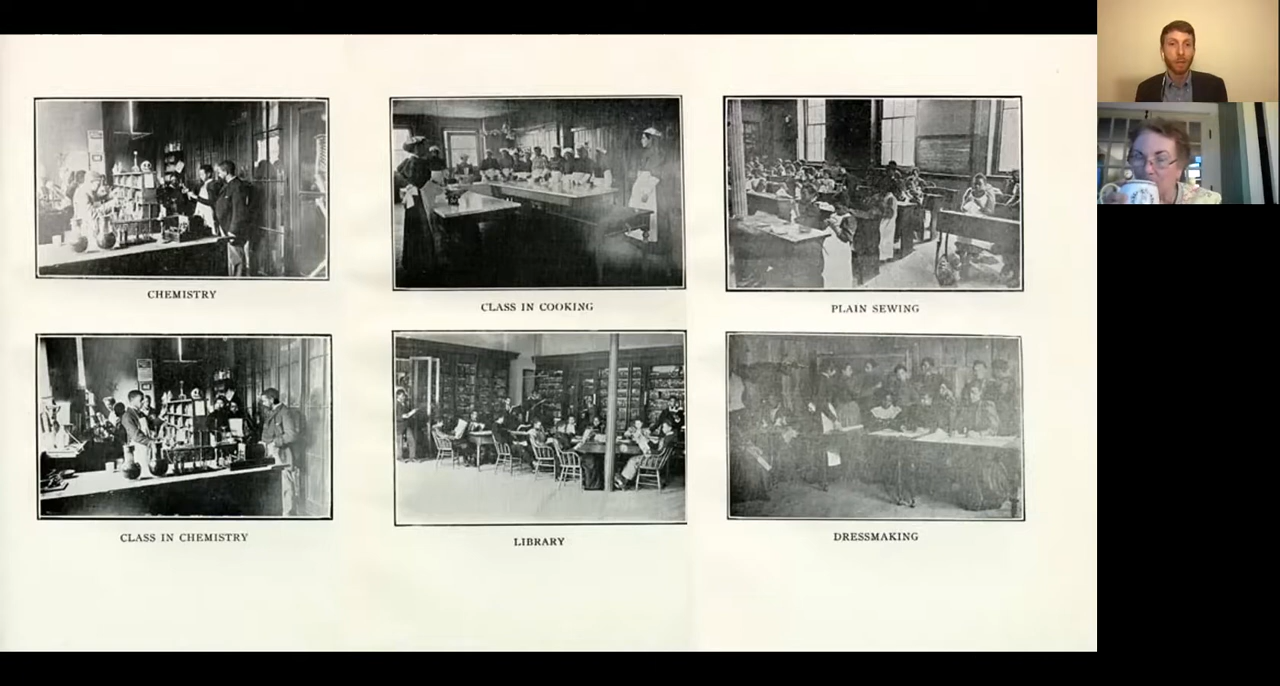 CHEMISTRY
CLASS IN COOKING
PLAIN SEWING
CLASS IN CHEMISTRY
LIBRARY
DRESSMAKING